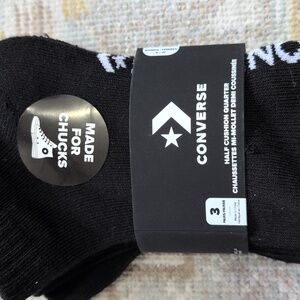 MADE
FOR
CHUCKS
CONVERSE
HALF CUSHION QUARTER
CHAUSSETTES MI-MOLLET DEMI COUSSINÉE
3